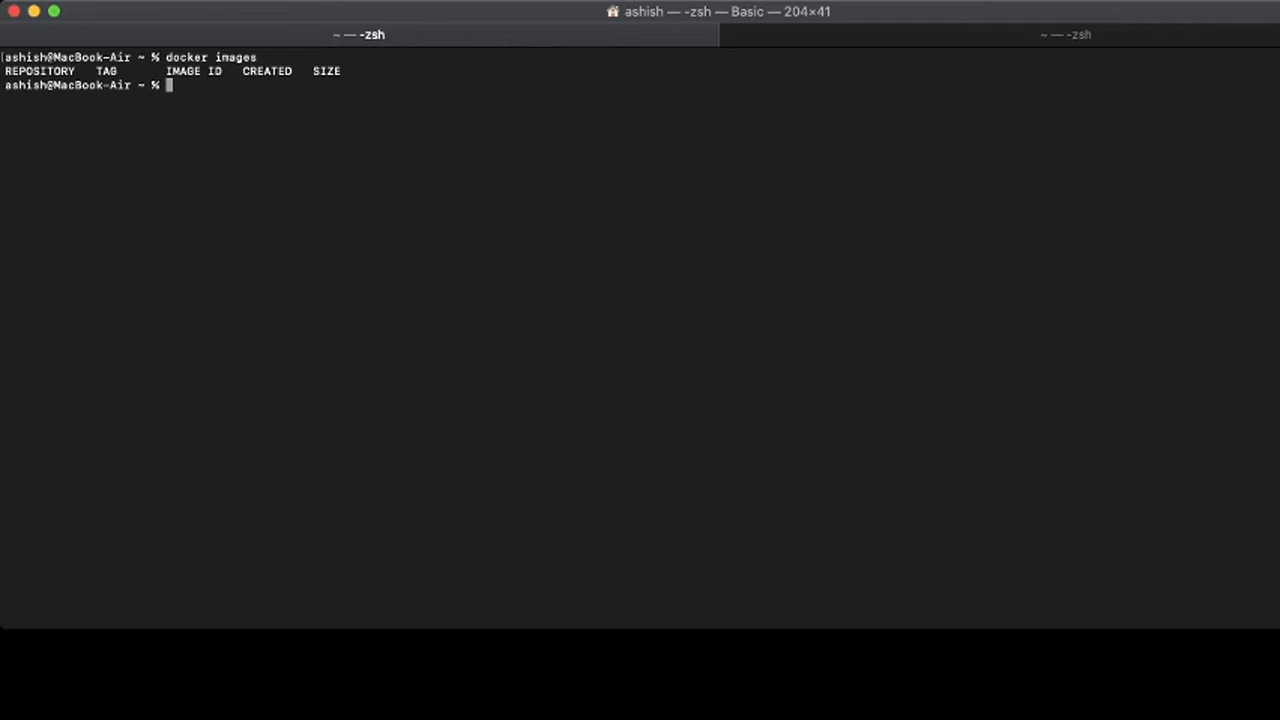 ashish — -zsh — Basic — 204×41
~ — -zsh
~ — -zsh
[ashish@MacBook-Air ~ % docker images
REPOSITORY   TAG       IMAGE ID   CREATED   SIZE
ashish@MacBook-Air ~ %